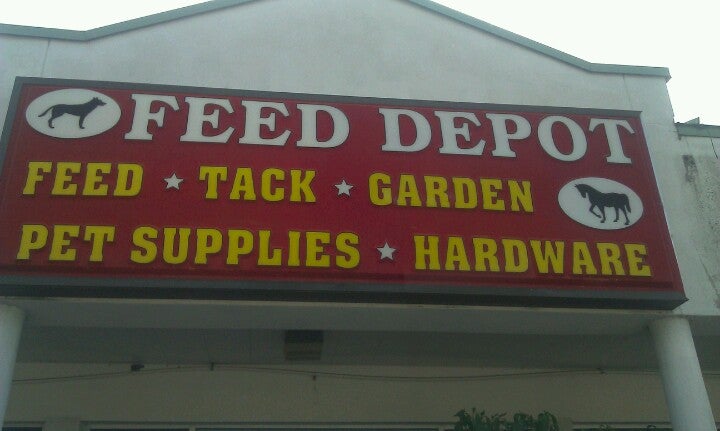 FEED DEPOT
FEED ★ TACK ★ GARDEN
PET SUPPLIES ★ HARDWARE